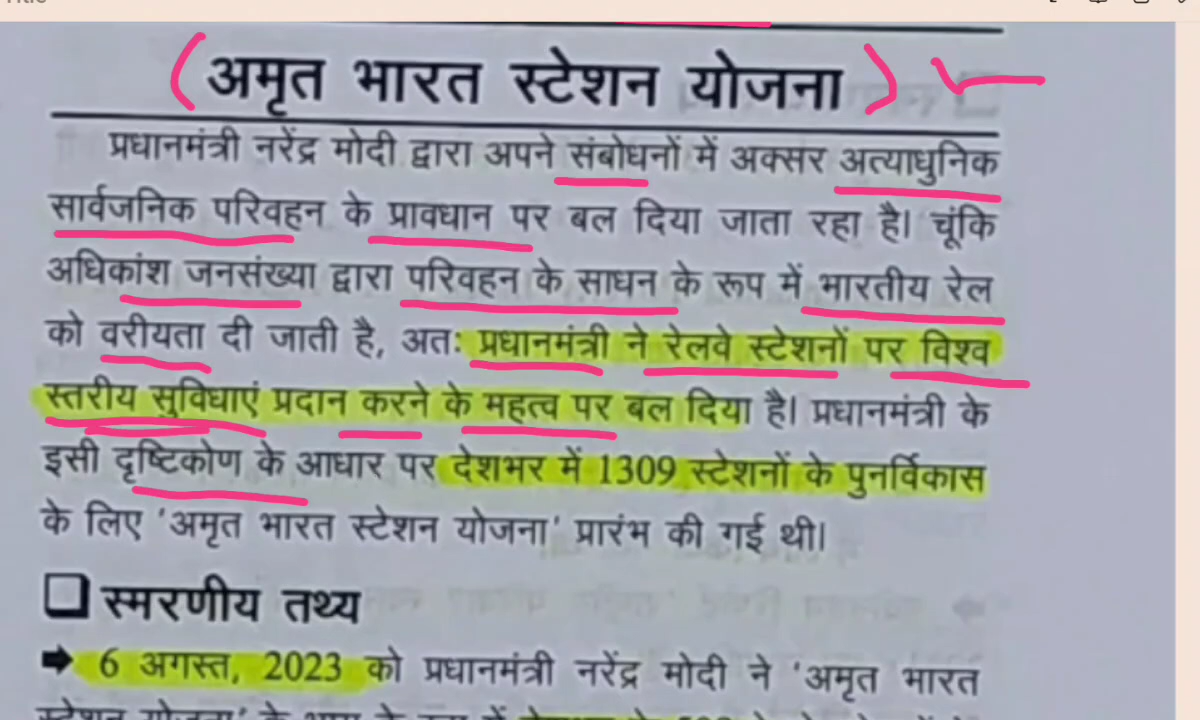 अमृत भारत स्टेशन योजना
प्रधानमंत्री नरेंद्र मोदी द्वारा अपने संबोधनों में अक्सर अत्याधुनिक
सार्वजनिक परिवहन के प्रावधान पर बल दिया जाता रहा है। चूंकि
अधिकांश जनसंख्या द्वारा परिवहन के साधन के रूप में भारतीय रेल
को वरीयता दी जाती है, अतः प्रधानमंत्री ने रेलवे स्टेशनों पर विश्व
स्तरीय सुविधाएं प्रदान करने के महत्व पर बल दिया है। प्रधानमंत्री के
इसी दृष्टिकोण के आधार पर देशभर में 1309 स्टेशनों के पुनर्विकास
के लिए 'अमृत भारत स्टेशन योजना' प्रारंभ की गई थी।
स्मरणीय तथ्य
6 अगस्त, 2023 को प्रधानमंत्री नरेंद्र मोदी ने 'अमृत भारत